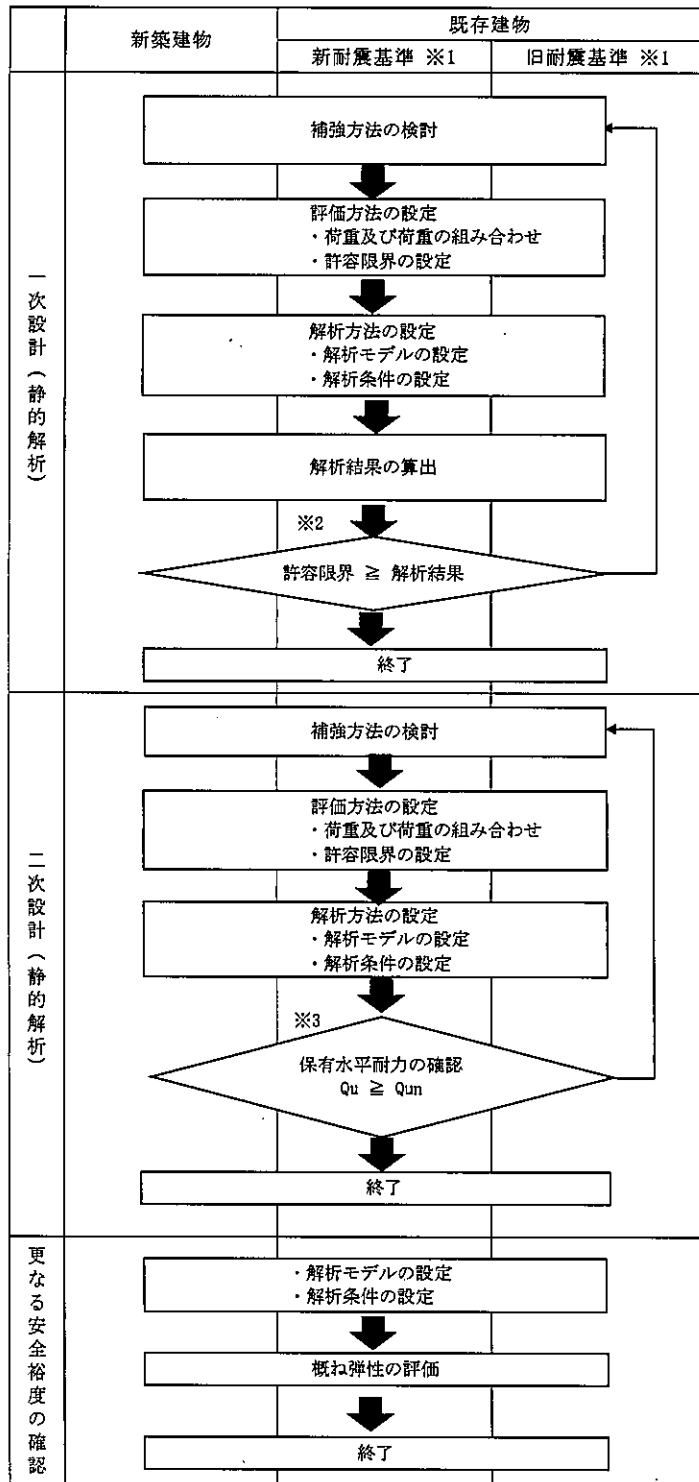 新築建物
既存建物
新耐震基準 ※1
旧耐震基準 ※1
一次設計（静的解析）
補強方法の検討
評価方法の設定
・荷重及び荷重の組み合わせ
・許容限界の設定
解析方法の設定
・解析モデルの設定
・解析条件の設定
解析結果の算出
※2
許容限界 ≧ 解析結果
終了
二次設計（静的解析）
補強方法の検討
評価方法の設定
・荷重及び荷重の組み合わせ
・許容限界の設定
解析方法の設定
・解析モデルの設定
・解析条件の設定
※3
保有水平耐力の確認
Qu ≧ Qun
終了
更なる安全裕度の確認
・解析モデルの設定
・解析条件の設定
概ね弾性の評価
終了